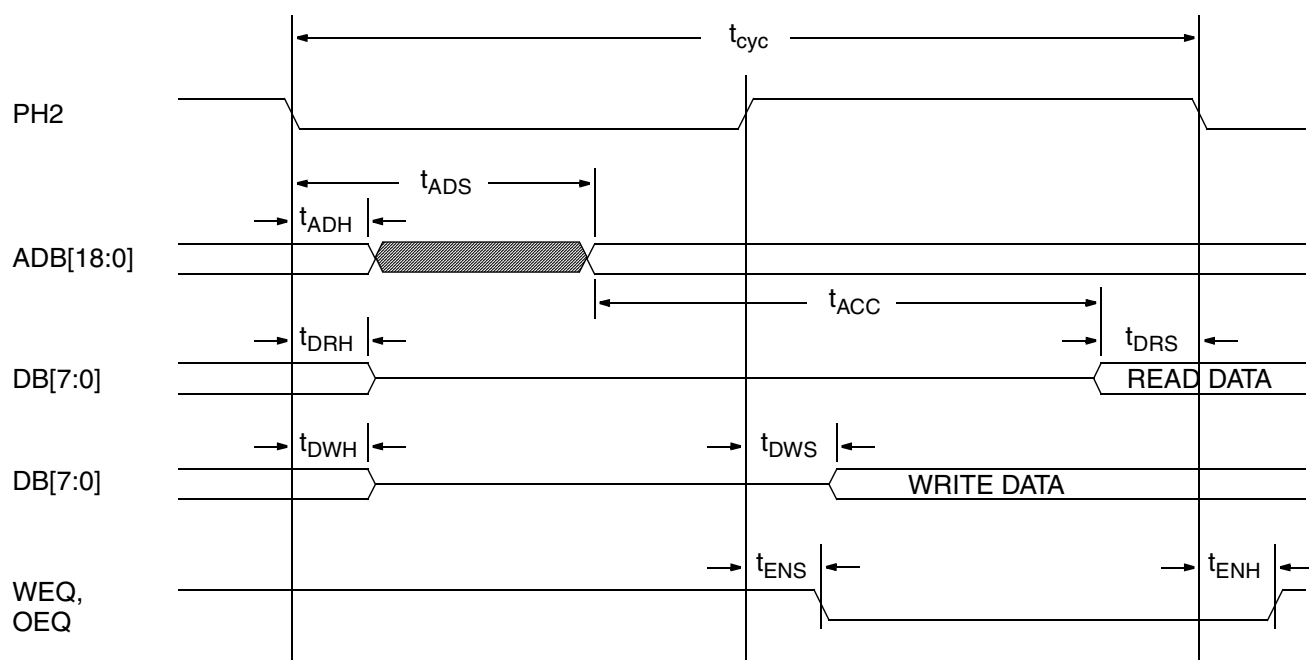 tcyc
PH2
tADS
tADH
ADB[18:0]
tACC
tDRH
tDRS
DB[7:0]
READ DATA
tDWH
tDWS
DB[7:0]
WRITE DATA
tENS
tENH
WEQ,
OEQ